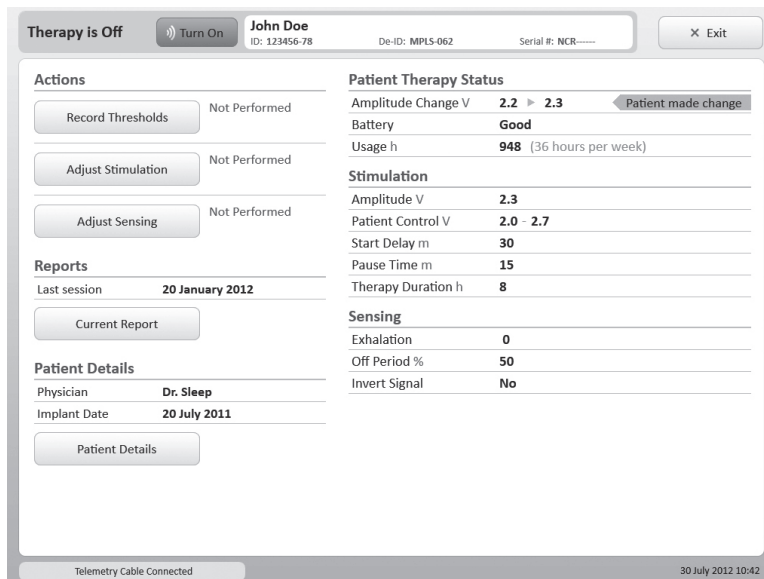 Therapy is Off
Turn On
John Doe
ID: 123456-78 De-ID: MPLS-062 Serial #: NCR------
× Exit
Actions
Record Thresholds Not Performed
Adjust Stimulation Not Performed
Adjust Sensing Not Performed
Reports
Last session 20 January 2012
Current Report
Patient Details
Physician Dr. Sleep
Implant Date 20 July 2011
Patient Details
Patient Therapy Status
Amplitude Change V 2.2 ▶ 2.3 Patient made change
Battery Good
Usage h 948 (36 hours per week)
Stimulation
Amplitude V 2.3
Patient Control V 2.0 - 2.7
Start Delay m 30
Pause Time m 15
Therapy Duration h 8
Sensing
Exhalation 0
Off Period % 50
Invert Signal No
Telemetry Cable Connected
30 July 2012 10:42